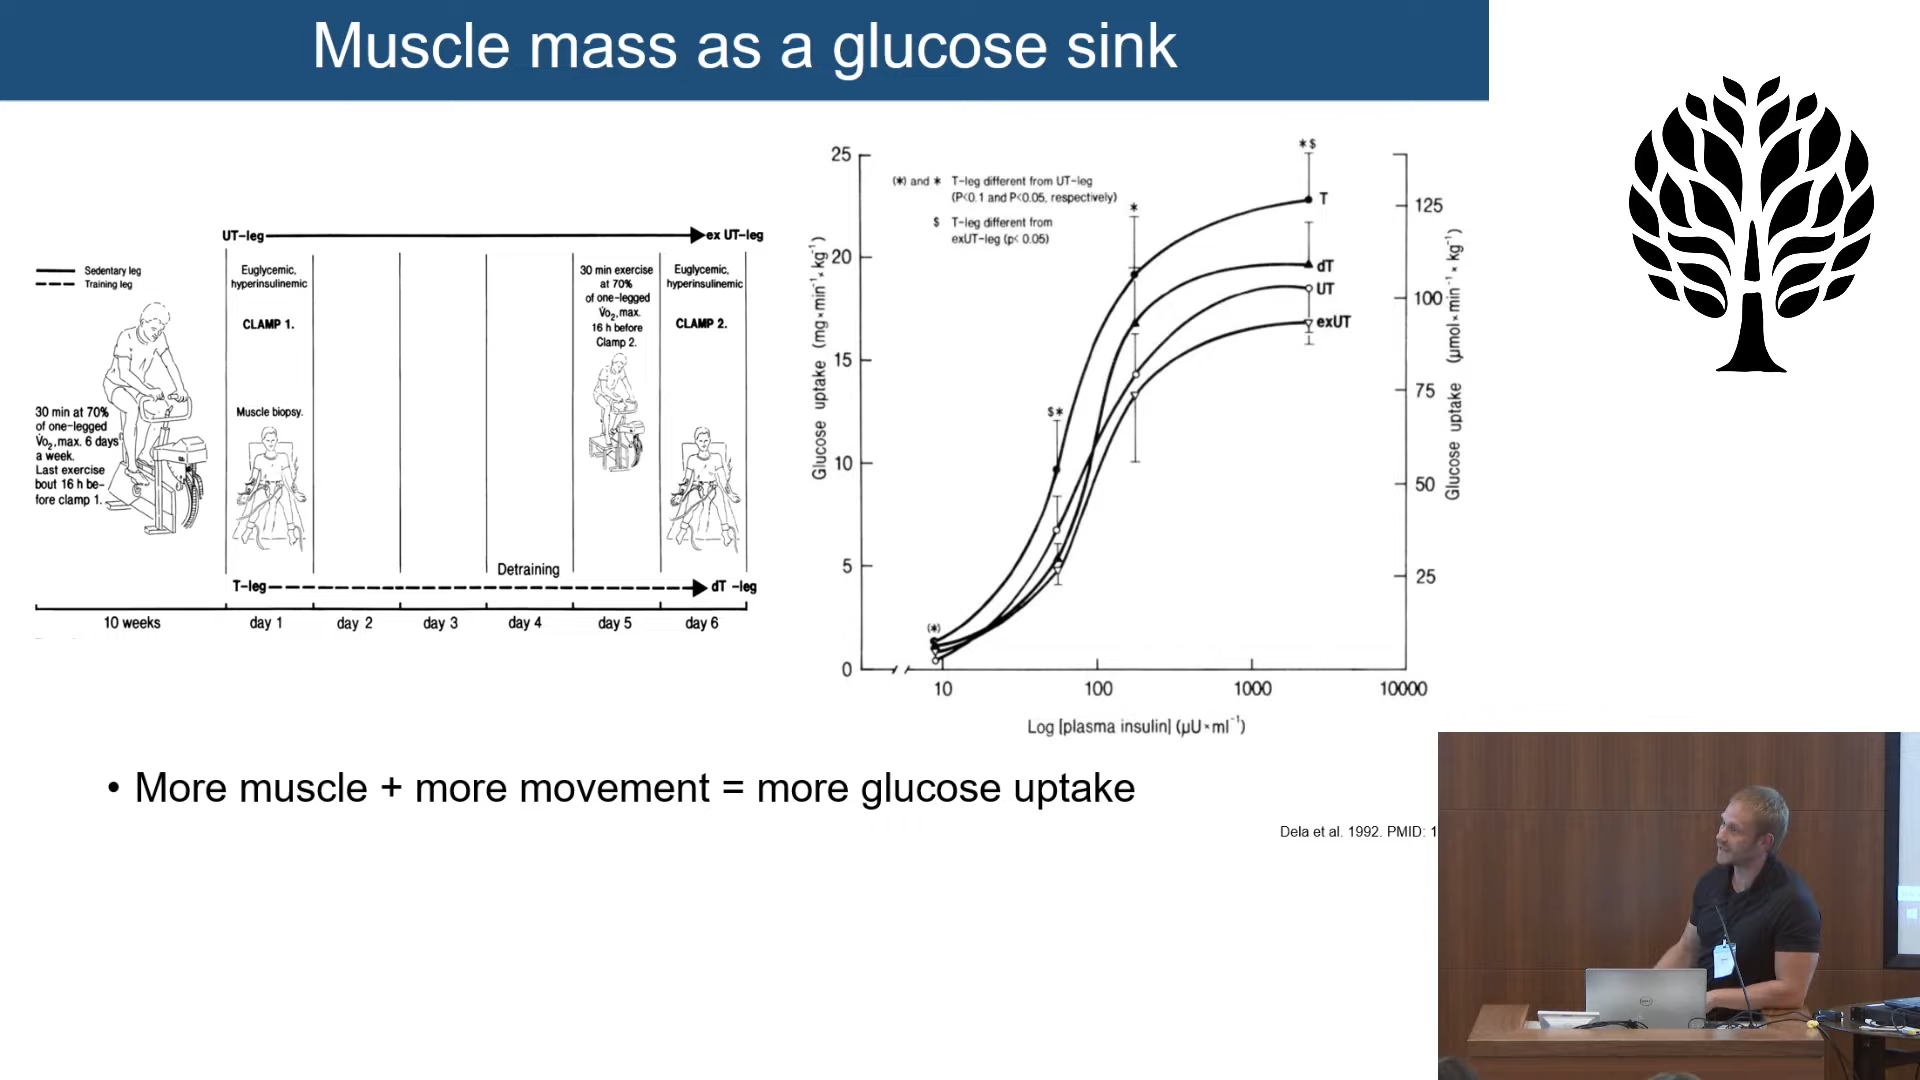 Muscle mass as a glucose sink
UT-leg
ex UT-leg
Sedentary leg
Training leg
30 min at 70%
of one-legged
V̇o₂,max. 6 days
a week.
Last exercise
bout 16 h be-
fore clamp 1.
Euglycemic,
hyperinsulinemic
CLAMP 1.
Muscle biopsy.
30 min exercise
at 70%
of one-legged
V̇o₂,max.
16 h before
Clamp 2.
Euglycemic,
hyperinsulinemic
CLAMP 2.
Detraining
T-leg
dT -leg
10 weeks
day 1
day 2
day 3
day 4
day 5
day 6
(*) and * T-leg different from UT-leg
(P<0.1 and P<0.05, respectively)
$ T-leg different from
exUT-leg (p< 0.05)
Glucose uptake (mg×min⁻¹×kg⁻¹)
25
20
15
10
5
0
(*)
$*
*
*$
T
dT
UT
exUT
125
100
75
50
25
Glucose uptake (µmol×min⁻¹×kg⁻¹)
10
100
1000
10000
Log [plasma insulin] (µU×ml⁻¹)
• More muscle + more movement = more glucose uptake
Dela et al. 1992. PMID: 1
DELL